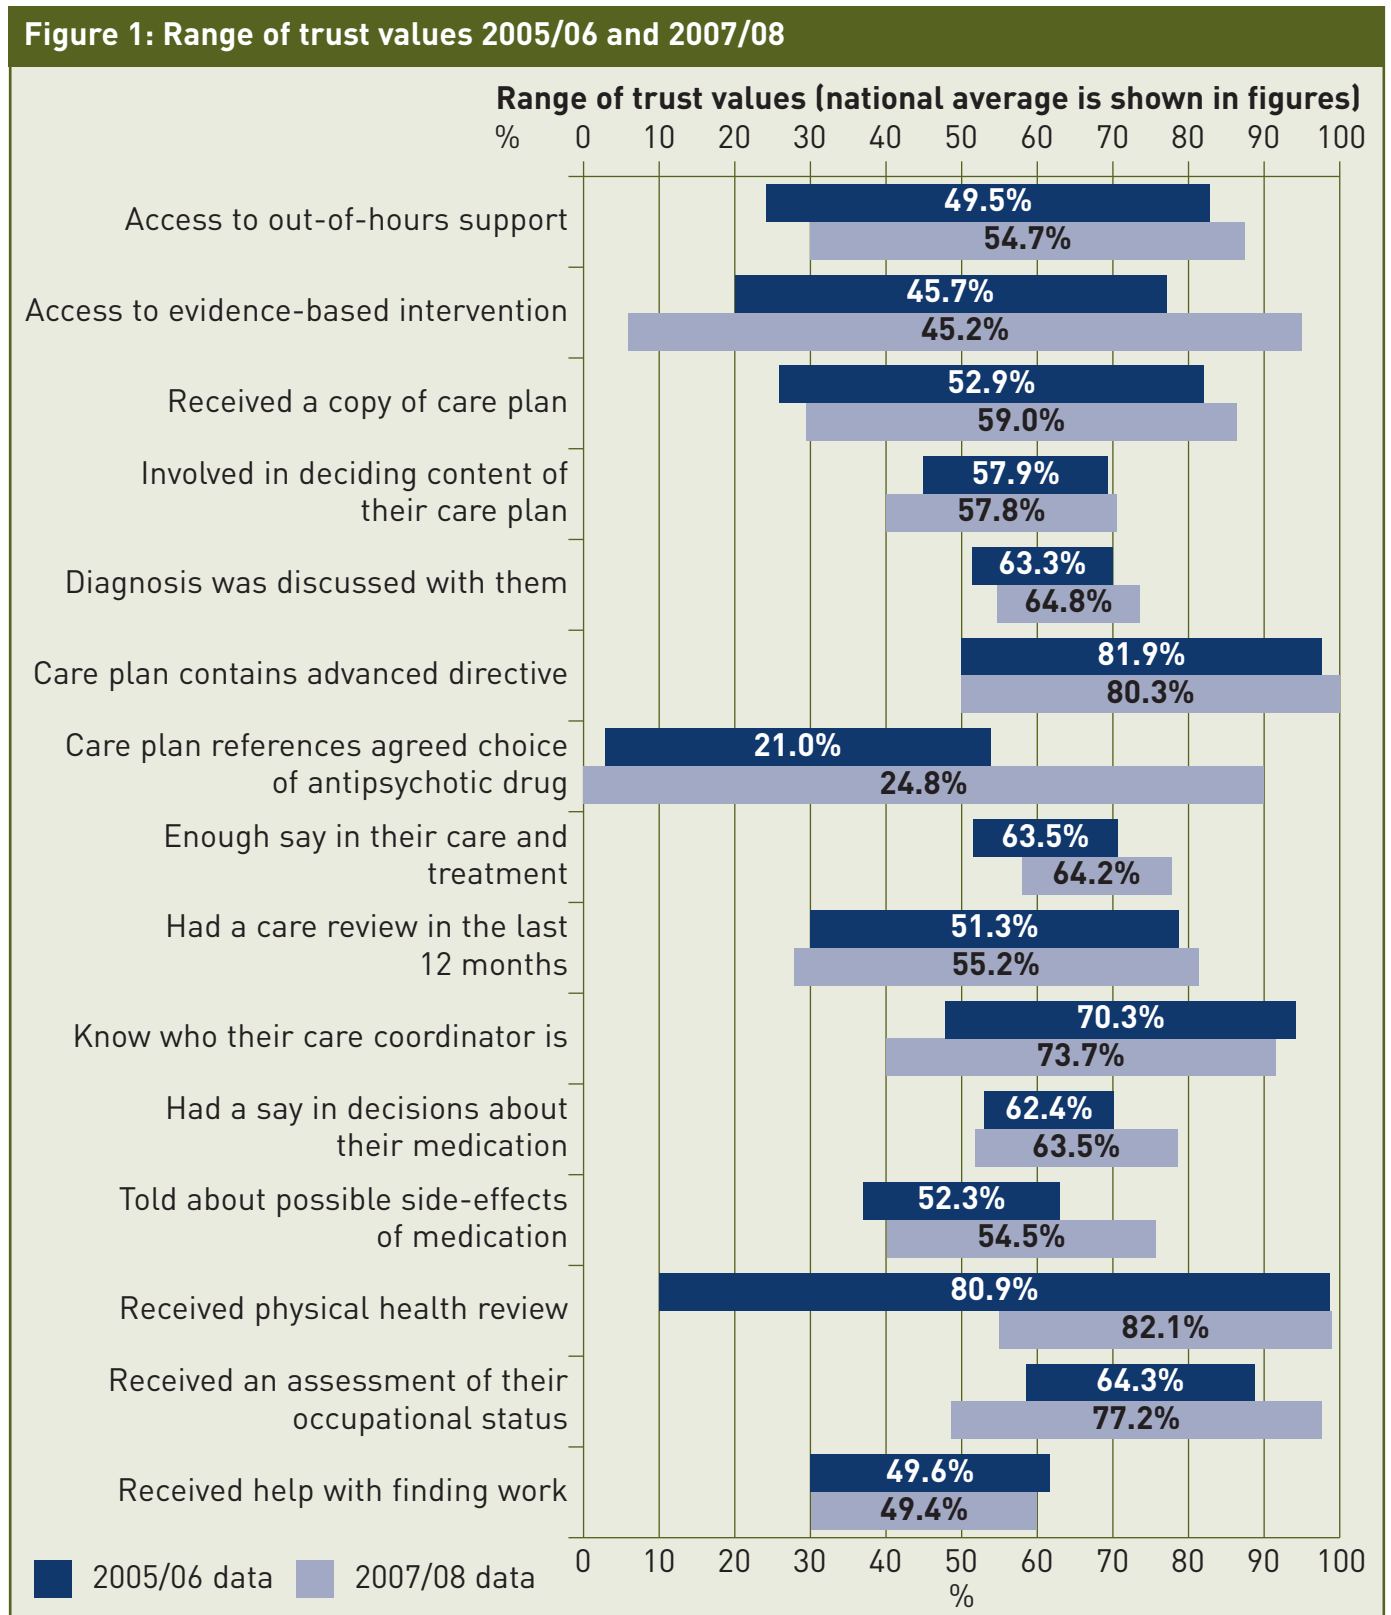 Figure 1: Range of trust values 2005/06 and 2007/08
Range of trust values (national average is shown in figures)
% 0 10 20 30 40 50 60 70 80 90 100
Access to out-of-hours support
49.5%
54.7%
Access to evidence-based intervention
45.7%
45.2%
Received a copy of care plan
52.9%
59.0%
Involved in deciding content of
their care plan
57.9%
57.8%
Diagnosis was discussed with them
63.3%
64.8%
Care plan contains advanced directive
81.9%
80.3%
Care plan references agreed choice
of antipsychotic drug
21.0%
24.8%
Enough say in their care and
treatment
63.5%
64.2%
Had a care review in the last
12 months
51.3%
55.2%
Know who their care coordinator is
70.3%
73.7%
Had a say in decisions about
their medication
62.4%
63.5%
Told about possible side-effects
of medication
52.3%
54.5%
Received physical health review
80.9%
82.1%
Received an assessment of their
occupational status
64.3%
77.2%
Received help with finding work
49.6%
49.4%
0 10 20 30 40 50 60 70 80 90 100
%
2005/06 data
2007/08 data